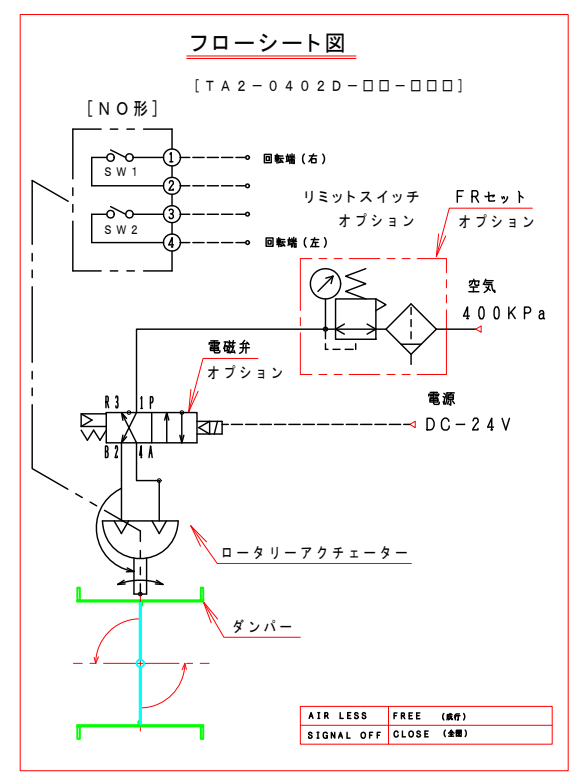 フローシート図
[TA2-0402D-□□-□□□]
[NO形]
1
SW1
回転端(右)
2
3
SW2
4
回転端(左)
リミットスイッチ
オプション
FRセット
オプション
空気
400KPa
電磁弁
オプション
R3 1P
B2 4A
電源
DC-24V
ロータリーアクチェーター
ダンパー
AIR LESS FREE
SIGNAL OFF CLOSE (全閉)